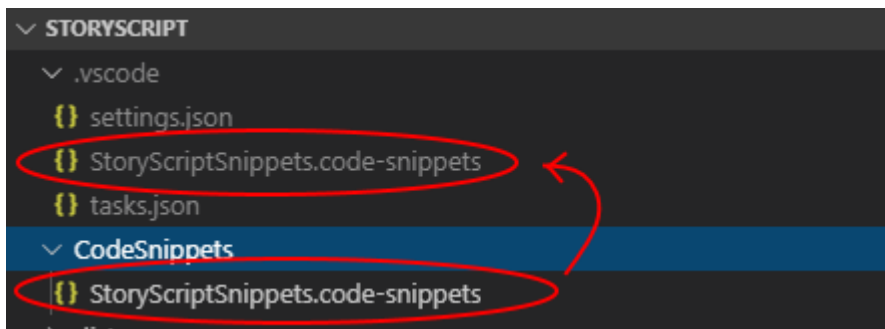 STORYSCRIPT
.vscode
{} settings.json
{} StoryScriptSnippets.code-snippets
{} tasks.json
CodeSnippets
{} StoryScriptSnippets.code-snippets